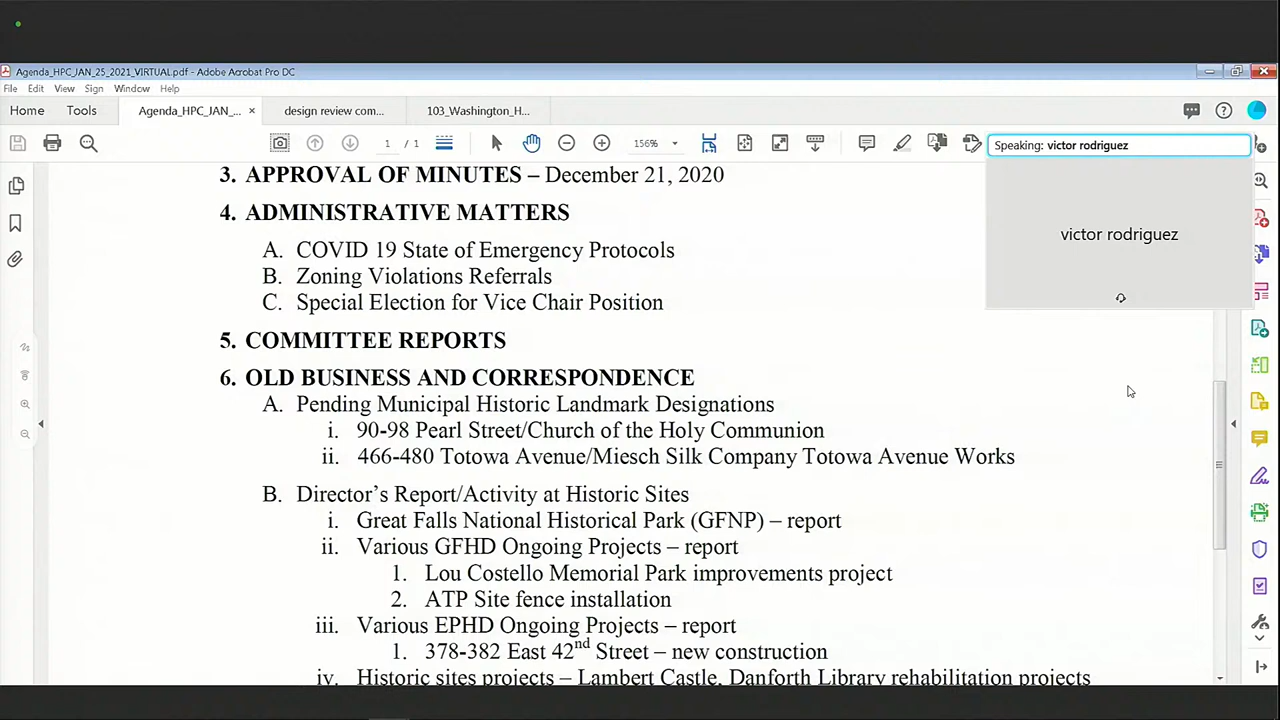 Agenda_HPC_JAN_25_2021_VIRTUAL.pdf - Adobe Acrobat Pro DC
File Edit View Sign Window Help
Home Tools Agenda_HPC_JAN_... × design review com... 103_Washington_H...
1 / 1 156%
Speaking: victor rodriguez
victor rodriguez
3. APPROVAL OF MINUTES – December 21, 2020
4. ADMINISTRATIVE MATTERS
A. COVID 19 State of Emergency Protocols
B. Zoning Violations Referrals
C. Special Election for Vice Chair Position
5. COMMITTEE REPORTS
6. OLD BUSINESS AND CORRESPONDENCE
A. Pending Municipal Historic Landmark Designations
i. 90-98 Pearl Street/Church of the Holy Communion
ii. 466-480 Totowa Avenue/Miesch Silk Company Totowa Avenue Works
B. Director's Report/Activity at Historic Sites
i. Great Falls National Historical Park (GFNP) – report
ii. Various GFHD Ongoing Projects – report
1. Lou Costello Memorial Park improvements project
2. ATP Site fence installation
iii. Various EPHD Ongoing Projects – report
1. 378-382 East 42nd Street – new construction
iv. Historic sites projects – Lambert Castle, Danforth Library rehabilitation projects